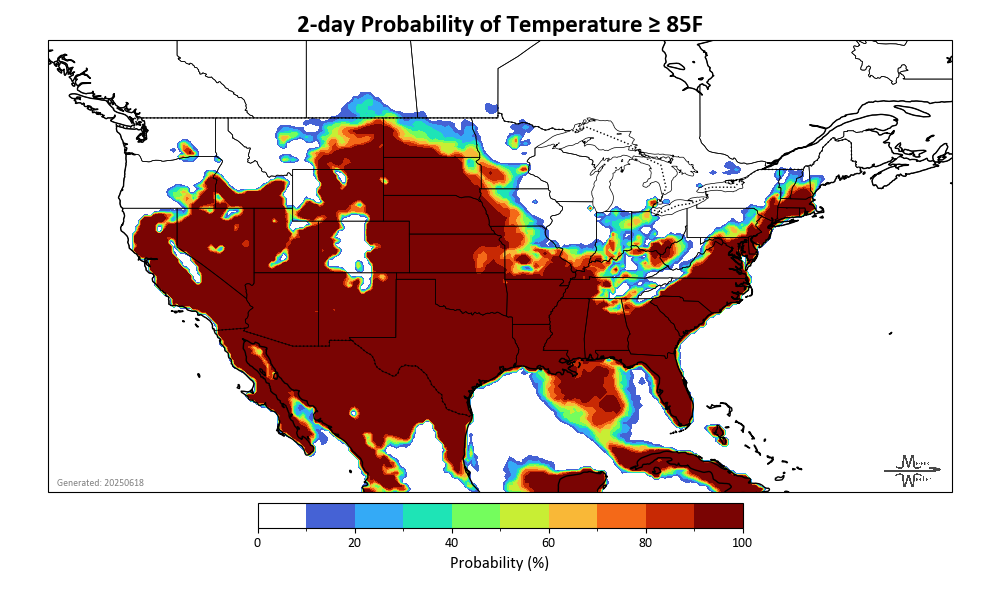 2-day Probability of Temperature ≥ 85F
Generated: 20250618
0 20 40 60 80 100
Probability (%)